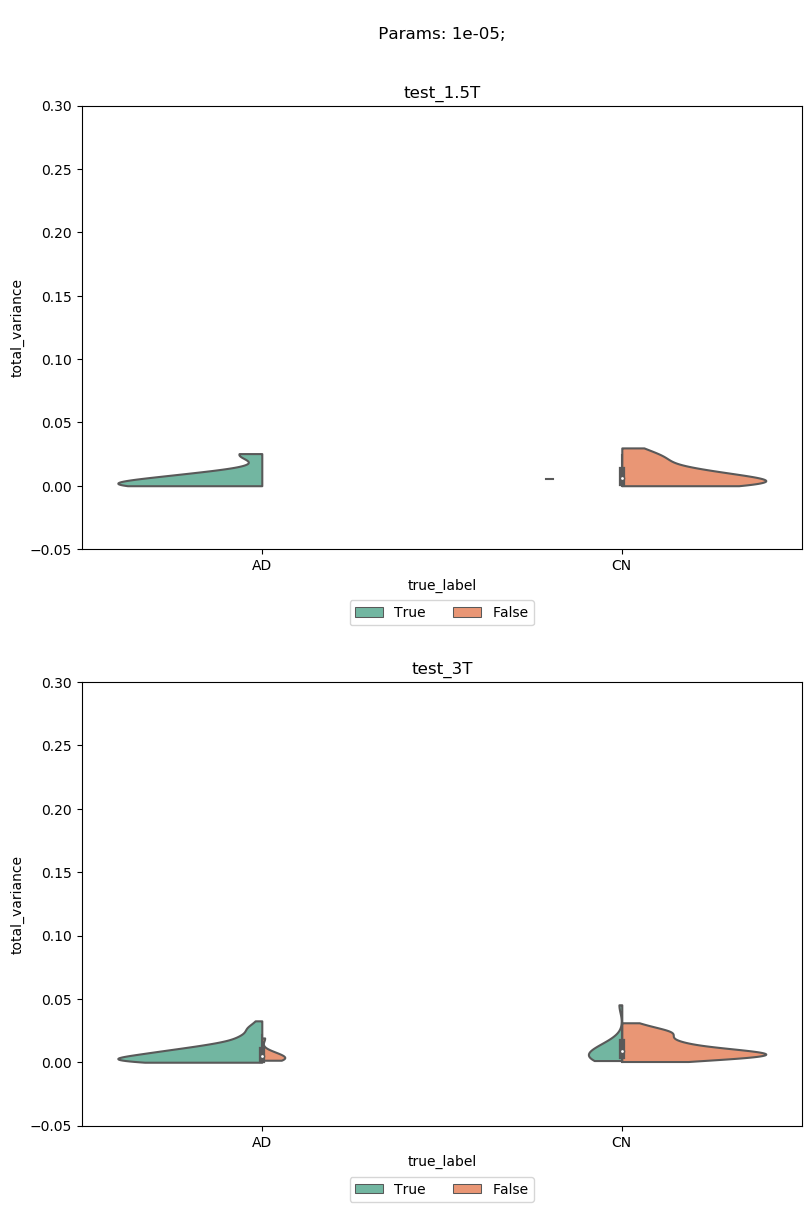 Params: 1e-05;
test_1.5T
0.30
0.25
0.20
0.15
0.10
0.05
0.00
−0.05
total_variance
AD CN
true_label
True False
test_3T
0.30
0.25
0.20
0.15
0.10
0.05
0.00
−0.05
total_variance
AD CN
true_label
True False